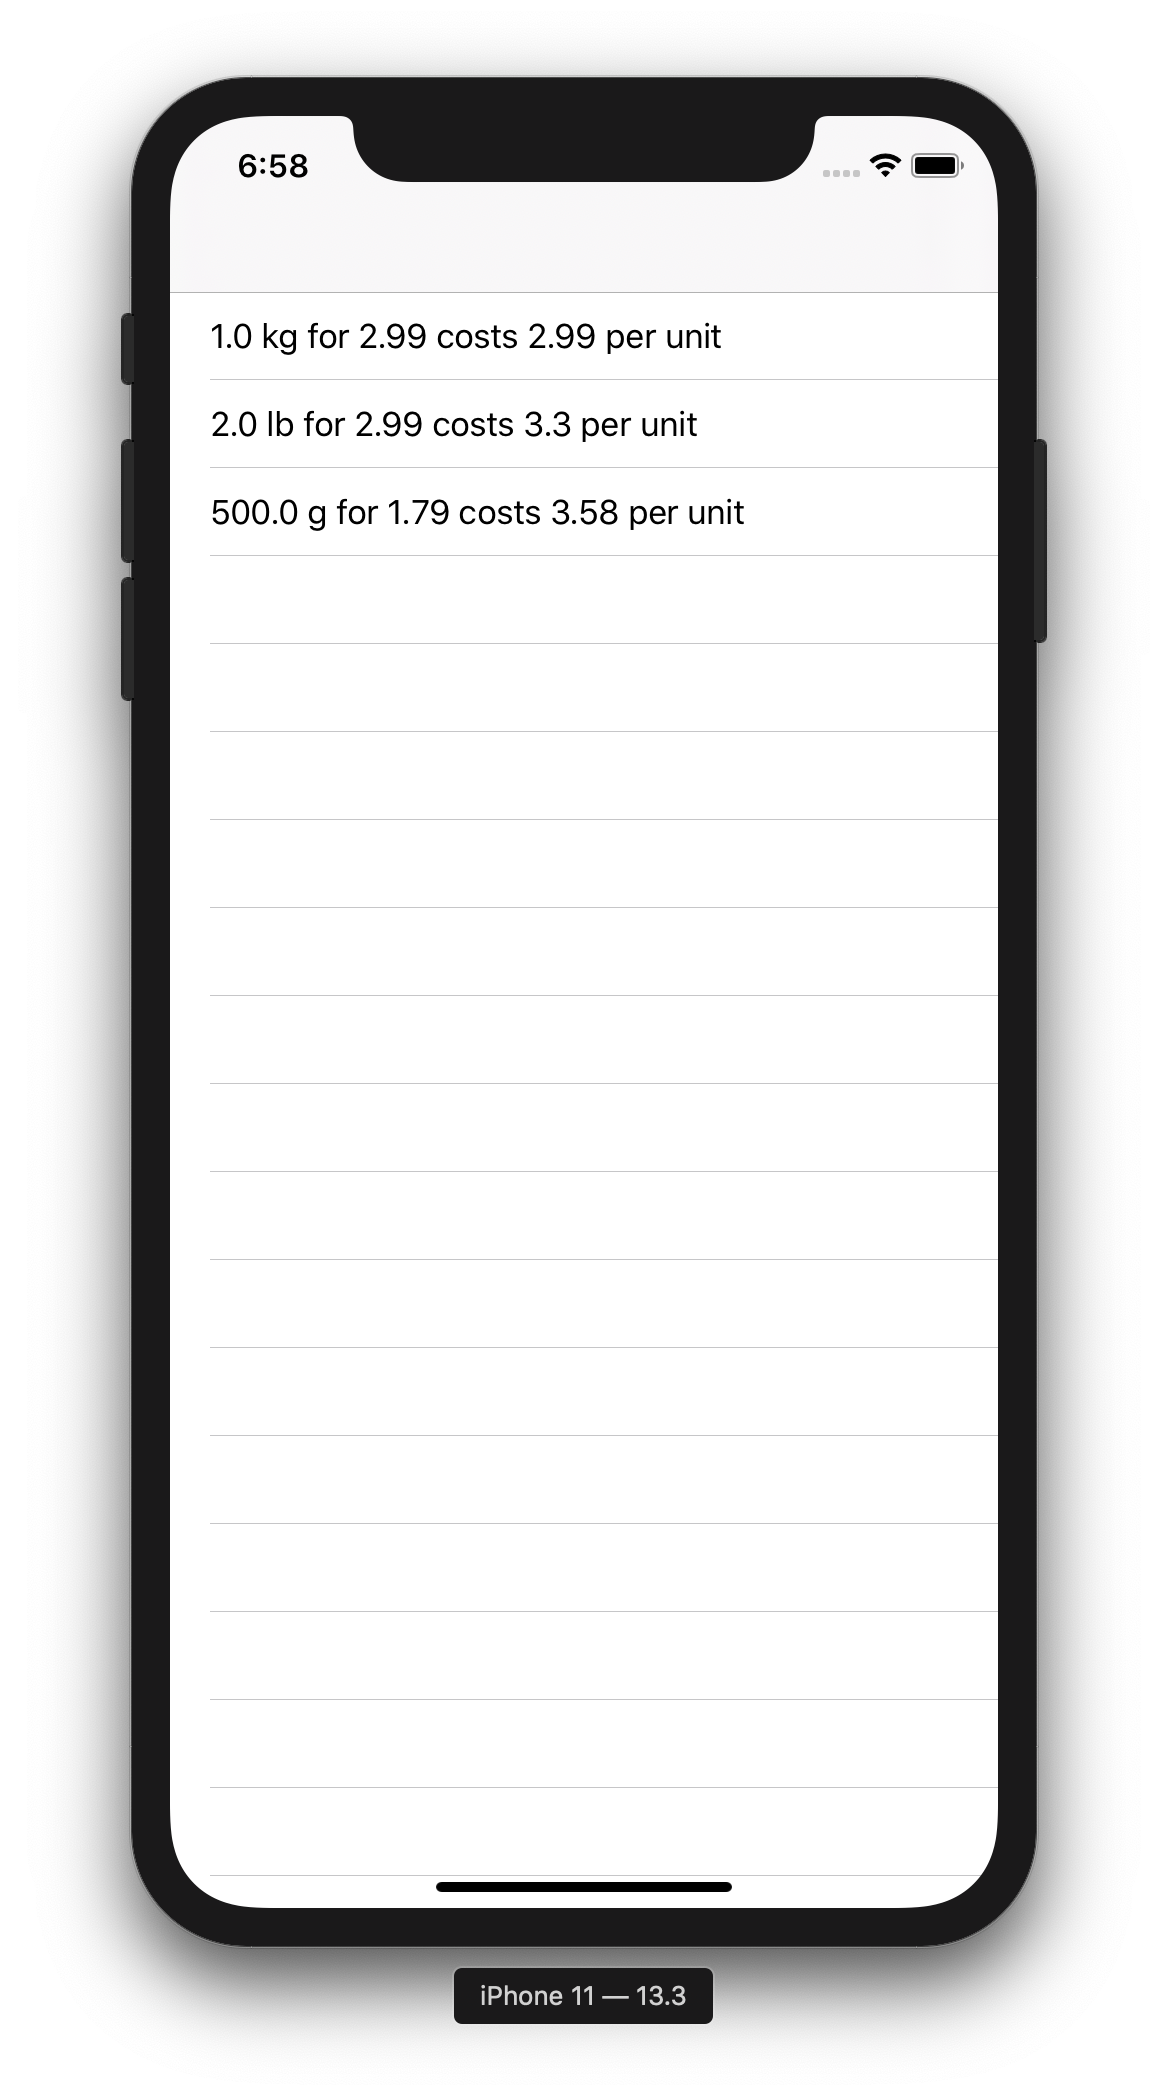 6:58
1.0 kg for 2.99 costs 2.99 per unit
2.0 lb for 2.99 costs 3.3 per unit
500.0 g for 1.79 costs 3.58 per unit
iPhone 11 — 13.3